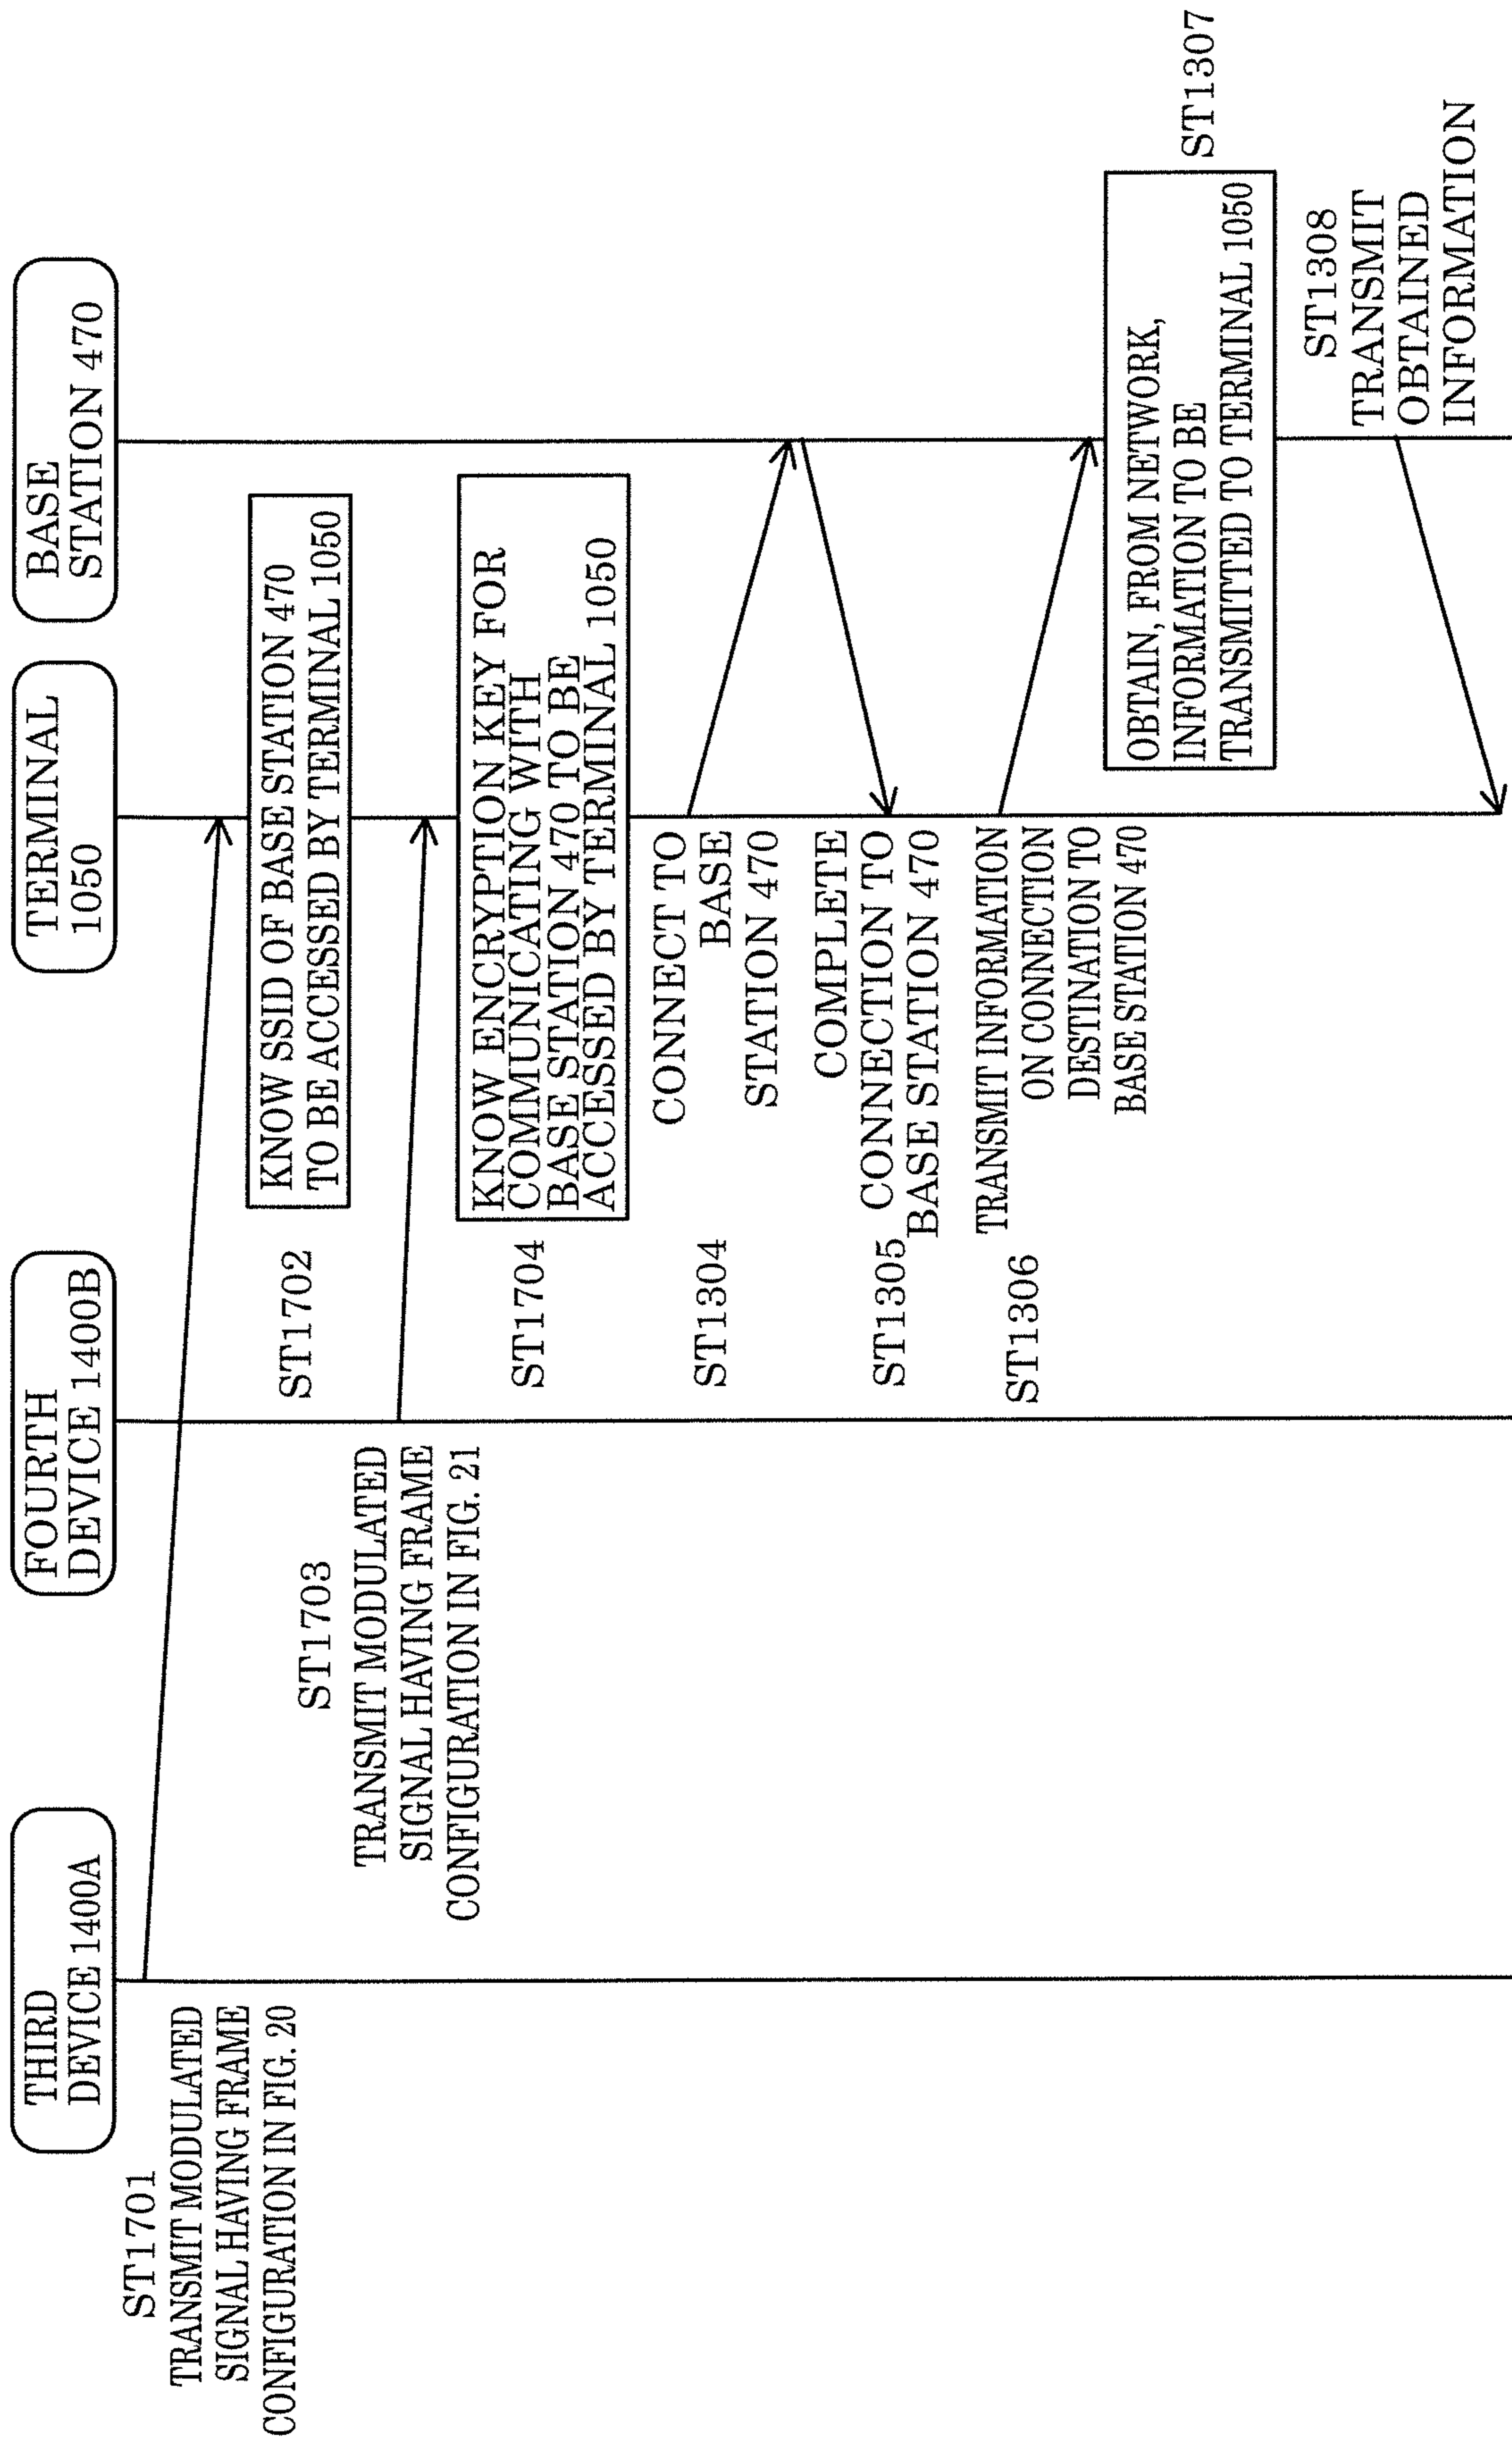 THIRD
DEVICE 1400A
FOURTH
DEVICE 1400B
TERMINAL
1050
BASE
STATION 470
ST1701
TRANSMIT MODULATED
SIGNAL HAVING FRAME
CONFIGURATION IN FIG. 20
ST1702
KNOW SSID OF BASE STATION 470
TO BE ACCESSED BY TERMINAL 1050
ST1703
TRANSMIT MODULATED
SIGNAL HAVING FRAME
CONFIGURATION IN FIG. 21
ST1704
KNOW ENCRYPTION KEY FOR
COMMUNICATING WITH
BASE STATION 470 TO BE
ACCESSED BY TERMINAL 1050
ST1304
CONNECT TO
BASE
STATION 470
ST1305
COMPLETE
CONNECTION TO
BASE STATION 470
ST1306
TRANSMIT INFORMATION
ON CONNECTION
DESTINATION TO
BASE STATION 470
OBTAIN, FROM NETWORK,
INFORMATION TO BE
TRANSMITTED TO TERMINAL 1050
ST1307
ST1308
TRANSMIT
OBTAINED
INFORMATION